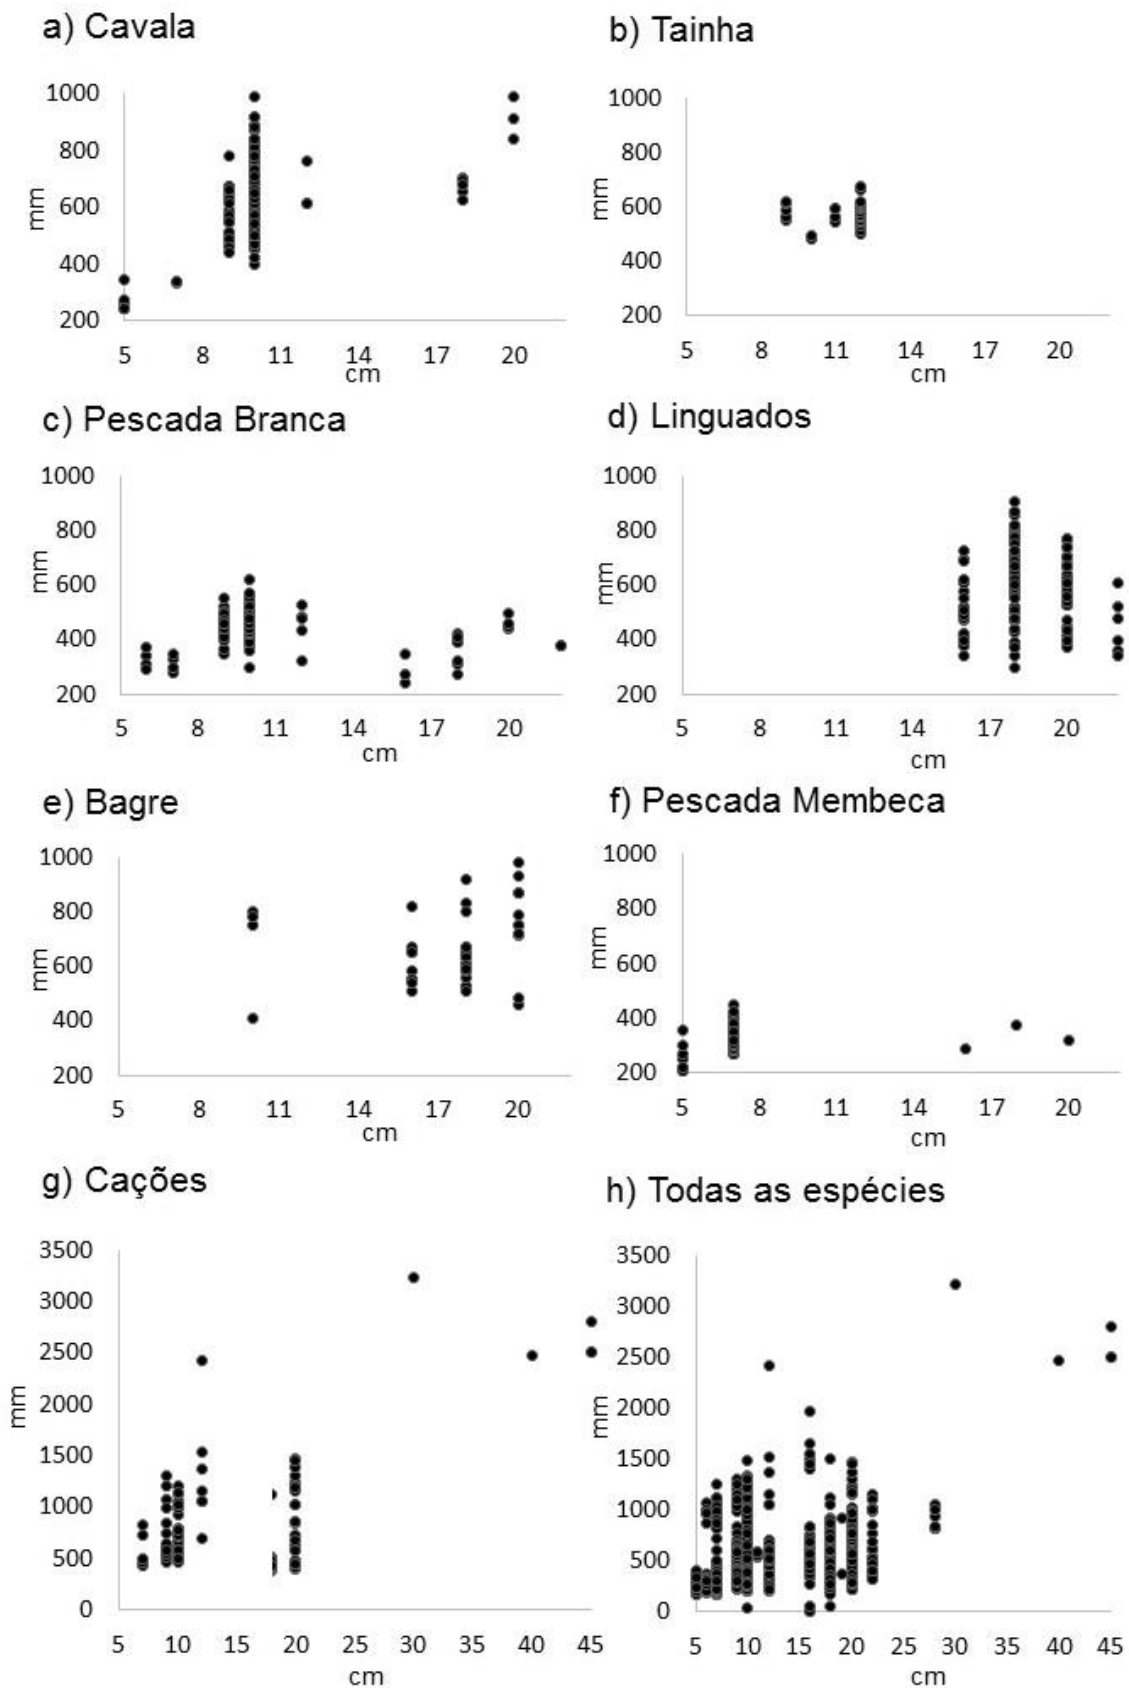 a) Cavala
1000
800
600
400
200
mm
5 8 11 14 17 20
cm
b) Tainha
1000
800
600
400
200
mm
5 8 11 14 17 20
cm
c) Pescada Branca
1000
800
600
400
200
mm
5 8 11 14 17 20
cm
d) Linguados
1000
800
600
400
200
mm
5 8 11 14 17 20
cm
e) Bagre
1000
800
600
400
200
mm
5 8 11 14 17 20
cm
f) Pescada Membeca
1000
800
600
400
200
mm
5 8 11 14 17 20
cm
g) Cações
3500
3000
2500
2000
1500
1000
500
0
mm
5 10 15 20 25 30 35 40 45
cm
h) Todas as espécies
3500
3000
2500
2000
1500
1000
500
0
mm
5 10 15 20 25 30 35 40 45
cm